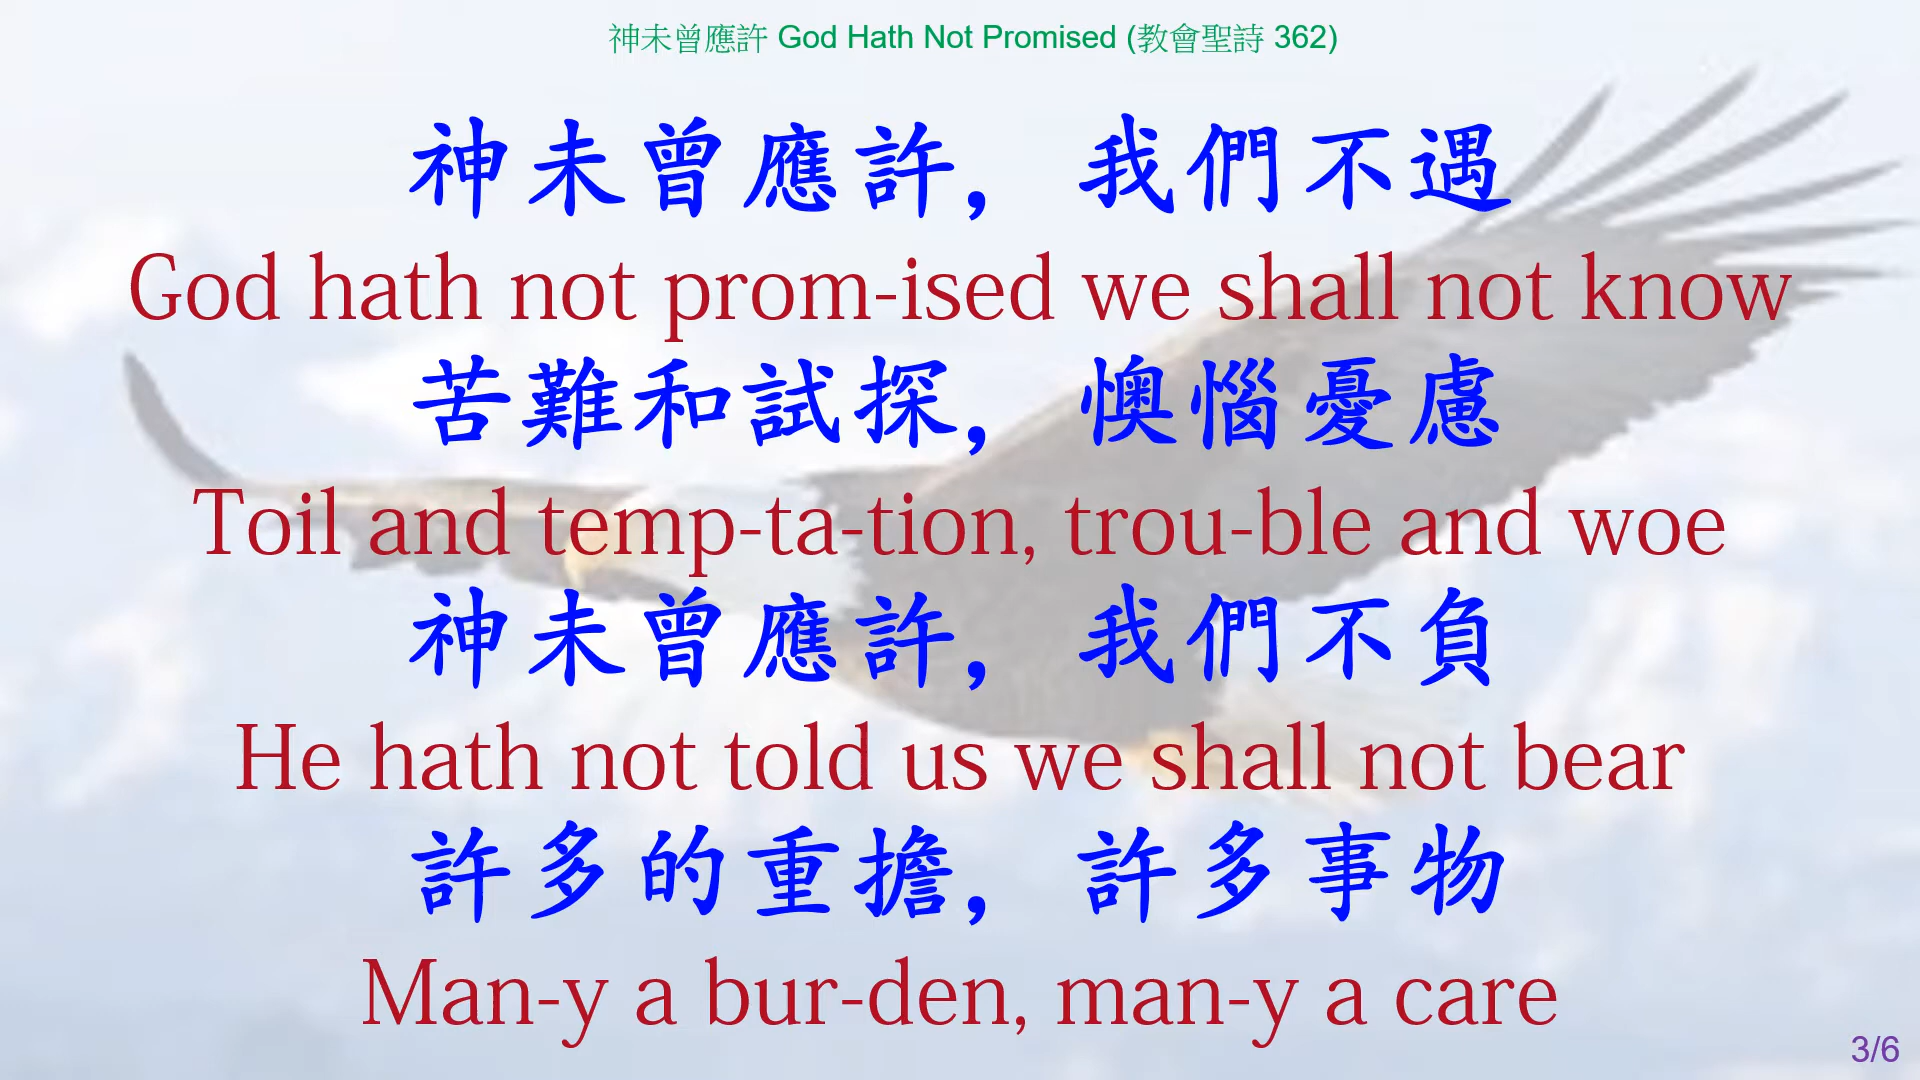 神未曾應許 God Hath Not Promised (教會聖詩 362)
神未曾應許, 我們不遇
God hath not prom-ised we shall not know
苦難和試探, 懊惱憂慮
Toil and temp-ta-tion, trou-ble and woe
神未曾應許, 我們不負
He hath not told us we shall not bear
許多的重擔, 許多事物
Man-y a bur-den, man-y a care
3/6